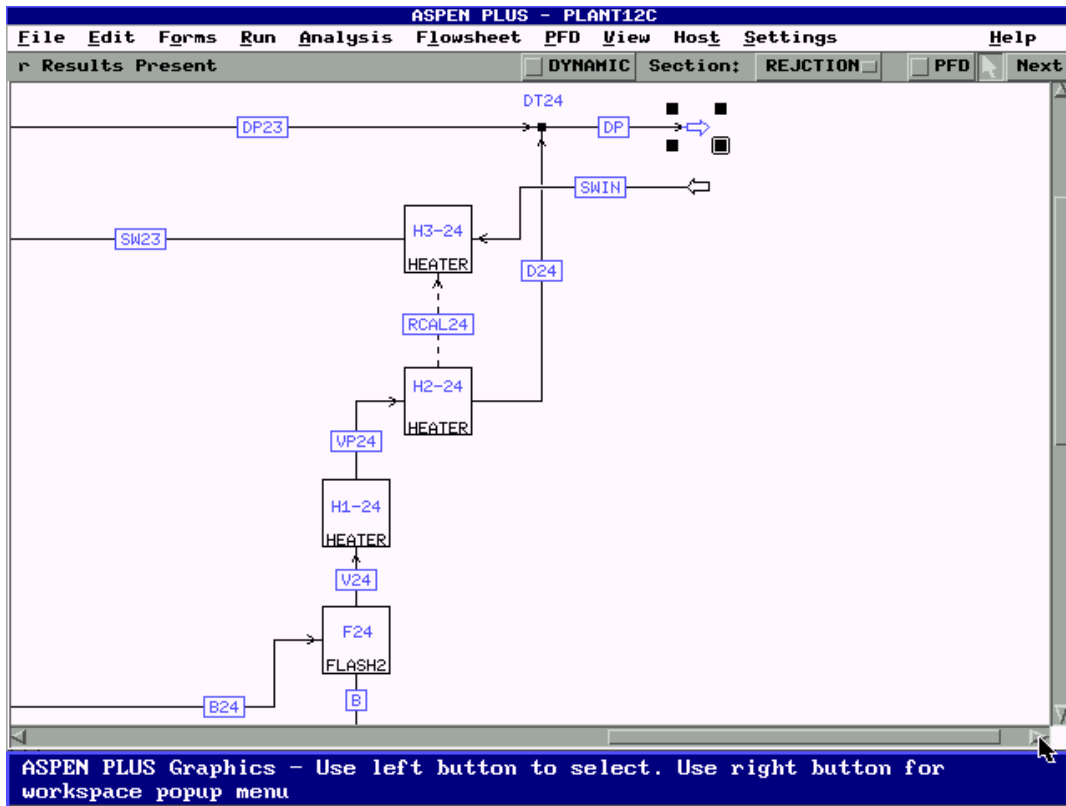 ASPEN PLUS - PLANT12C
File Edit Forms Run Analysis Flowsheet PFD View Host Settings Help
r Results Present DYNAMIC Section: REJCTION PFD Next
DT24
DP23 DP
SWIN
H3-24
SW23
HEATER
D24
RCAL24
H2-24
HEATER
VP24
H1-24
HEATER
V24
F24
FLASH2
B
B24
ASPEN PLUS Graphics - Use left button to select. Use right button for
workspace popup menu